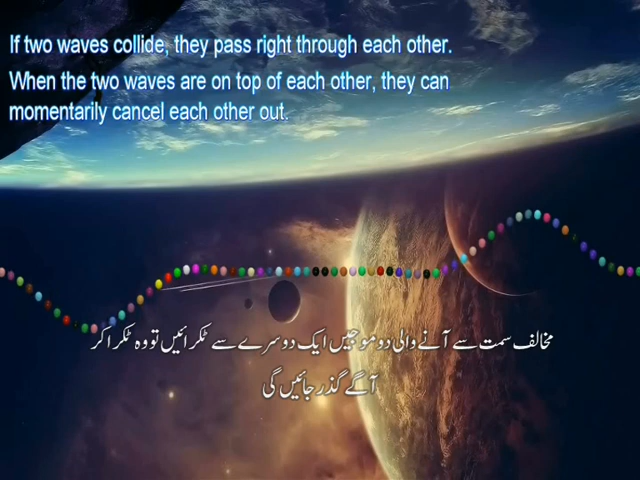 If two waves collide, they pass right through each other.
When the two waves are on top of each other, they can
momentarily cancel each other out.
مخالف سمت سے آنے والی دو موجیں ایک دوسرے سے ٹکرائیں تو وہ ٹکرا کر
آگے گذر جائیں گی